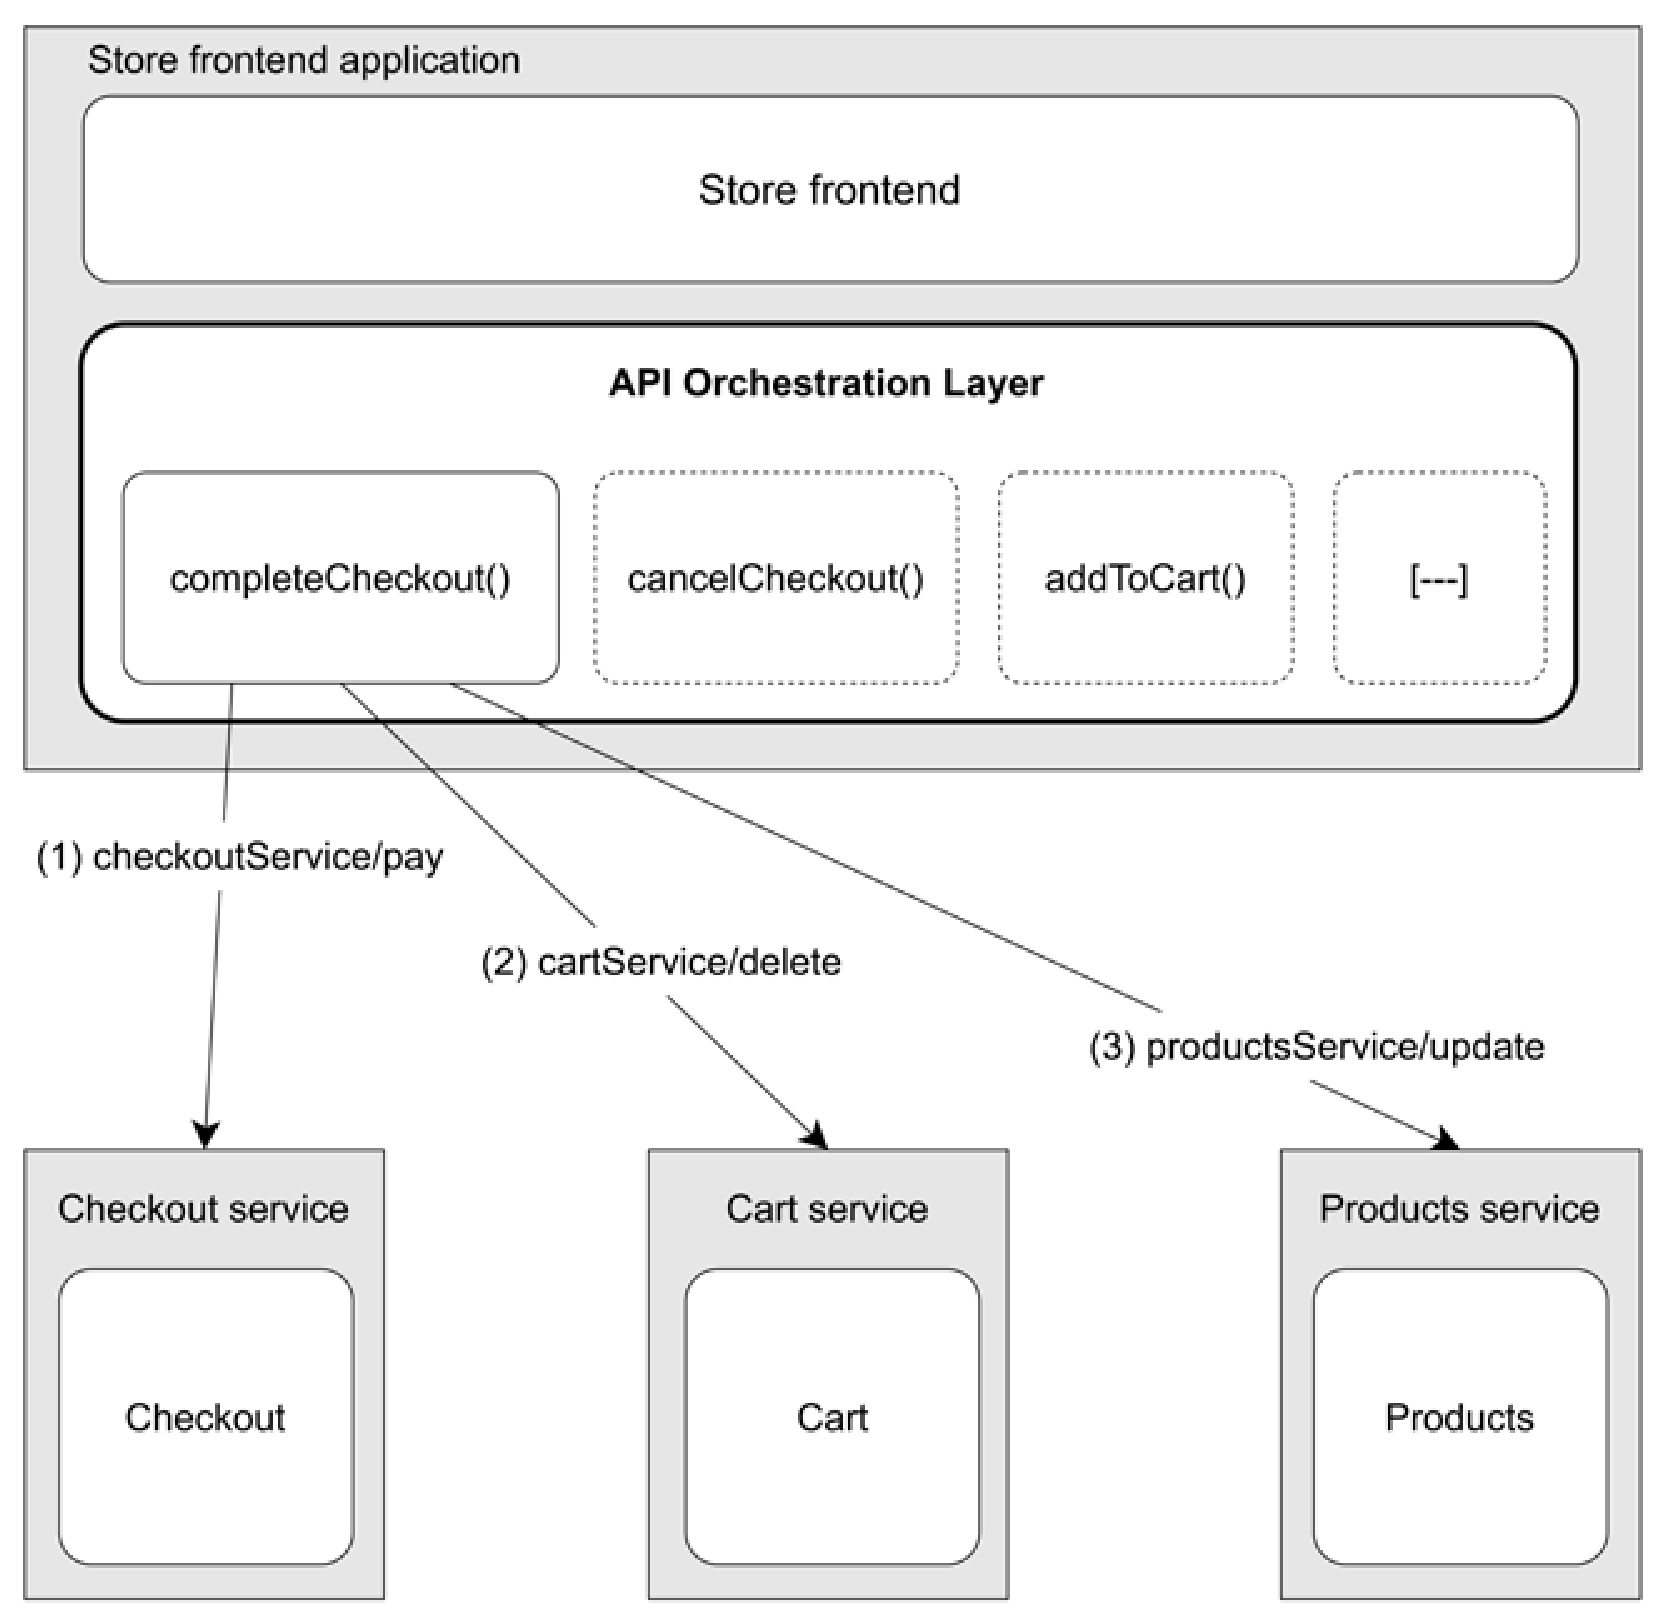 Store frontend application
Store frontend
API Orchestration Layer
completeCheckout()
cancelCheckout()
addToCart()
[---]
(1) checkoutService/pay
(2) cartService/delete
(3) productsService/update
Checkout service
Cart service
Products service
Checkout
Cart
Products